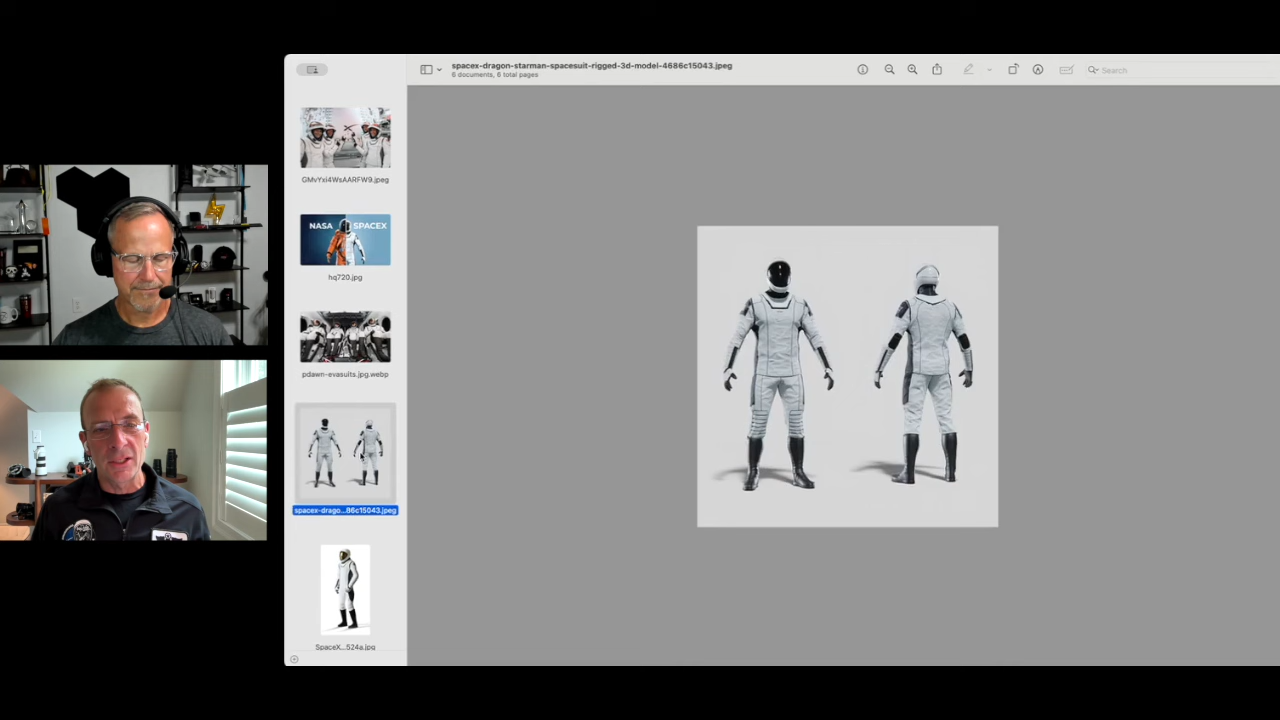 spacex-dragon-starman-spacesuit-rigged-3d-model-4686c15043.jpeg
6 documents, 6 total pages
Search
GMvYxi4WsAARFW9.jpeg
NASA SPACEX
hq720.jpg
pdawn-evasuits.jpg.webp
spacex-drago...86c15043.jpeg
SpaceX...524a.jpg